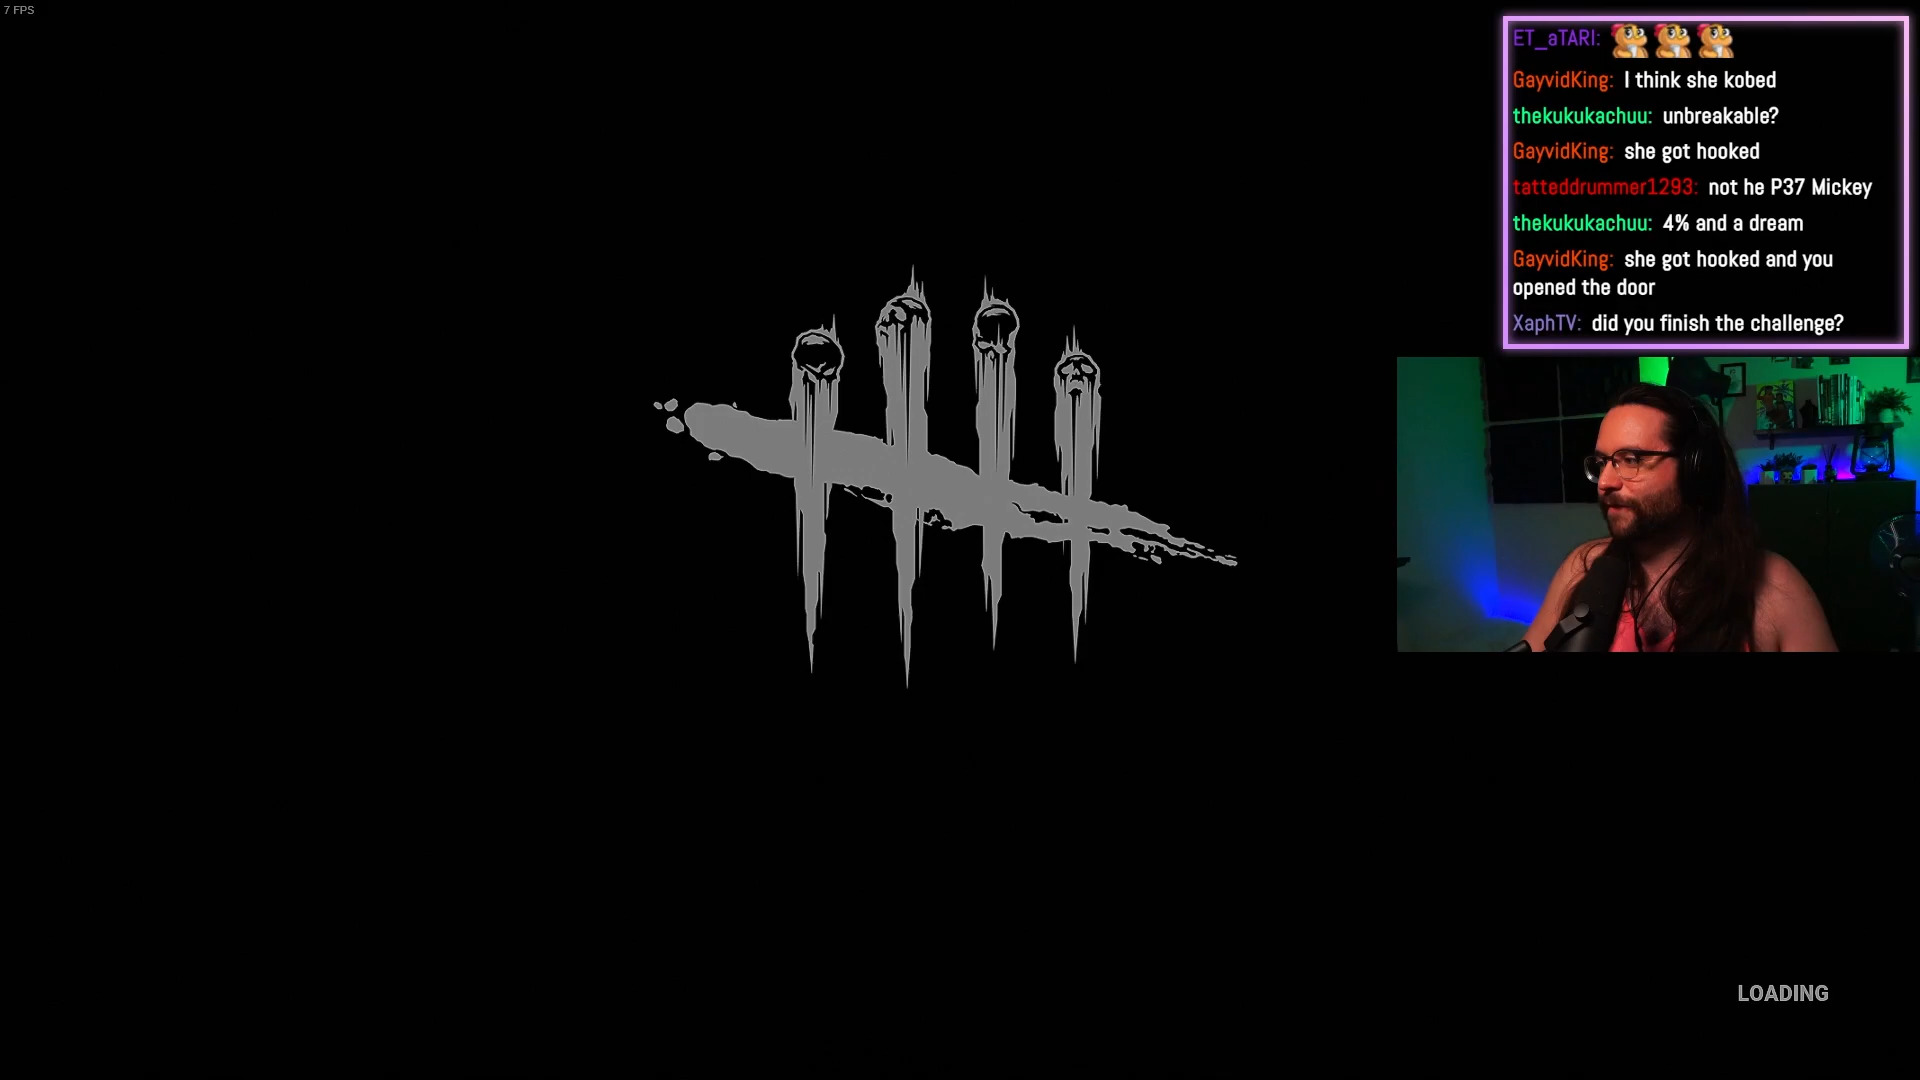 7 FPS
ET_aTARI:
GayvidKing: I think she kobed
thekukukachuu: unbreakable?
GayvidKing: she got hooked
tatteddrummer1293: not he P37 Mickey
thekukukachuu: 4% and a dream
GayvidKing: she got hooked and you
opened the door
XaphTV: did you finish the challenge?
LOADING